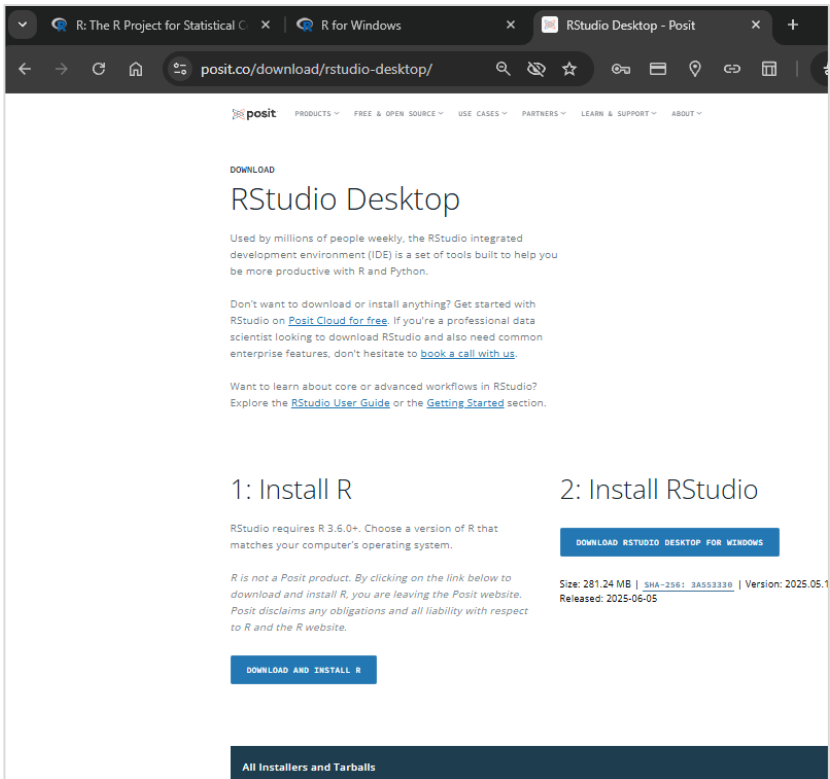 R: The R Project for Statistical C
R for Windows
RStudio Desktop - Posit
posit.co/download/rstudio-desktop/
posit PRODUCTS FREE & OPEN SOURCE USE CASES PARTNERS LEARN & SUPPORT ABOUT
DOWNLOAD
RStudio Desktop
Used by millions of people weekly, the RStudio integrated
development environment (IDE) is a set of tools built to help you
be more productive with R and Python.
Don't want to download or install anything? Get started with
RStudio on Posit Cloud for free. If you're a professional data
scientist looking to download RStudio and also need common
enterprise features, don't hesitate to book a call with us.
Want to learn about core or advanced workflows in RStudio?
Explore the RStudio User Guide or the Getting Started section.
1: Install R
RStudio requires R 3.6.0+. Choose a version of R that
matches your computer's operating system.
R is not a Posit product. By clicking on the link below to
download and install R, you are leaving the Posit website.
Posit disclaims any obligations and all liability with respect
to R and the R website.
DOWNLOAD AND INSTALL R
2: Install RStudio
DOWNLOAD RSTUDIO DESKTOP FOR WINDOWS
Size: 281.24 MB | SHA-256: 3A553330 | Version: 2025.05.1
Released: 2025-06-05
All Installers and Tarballs